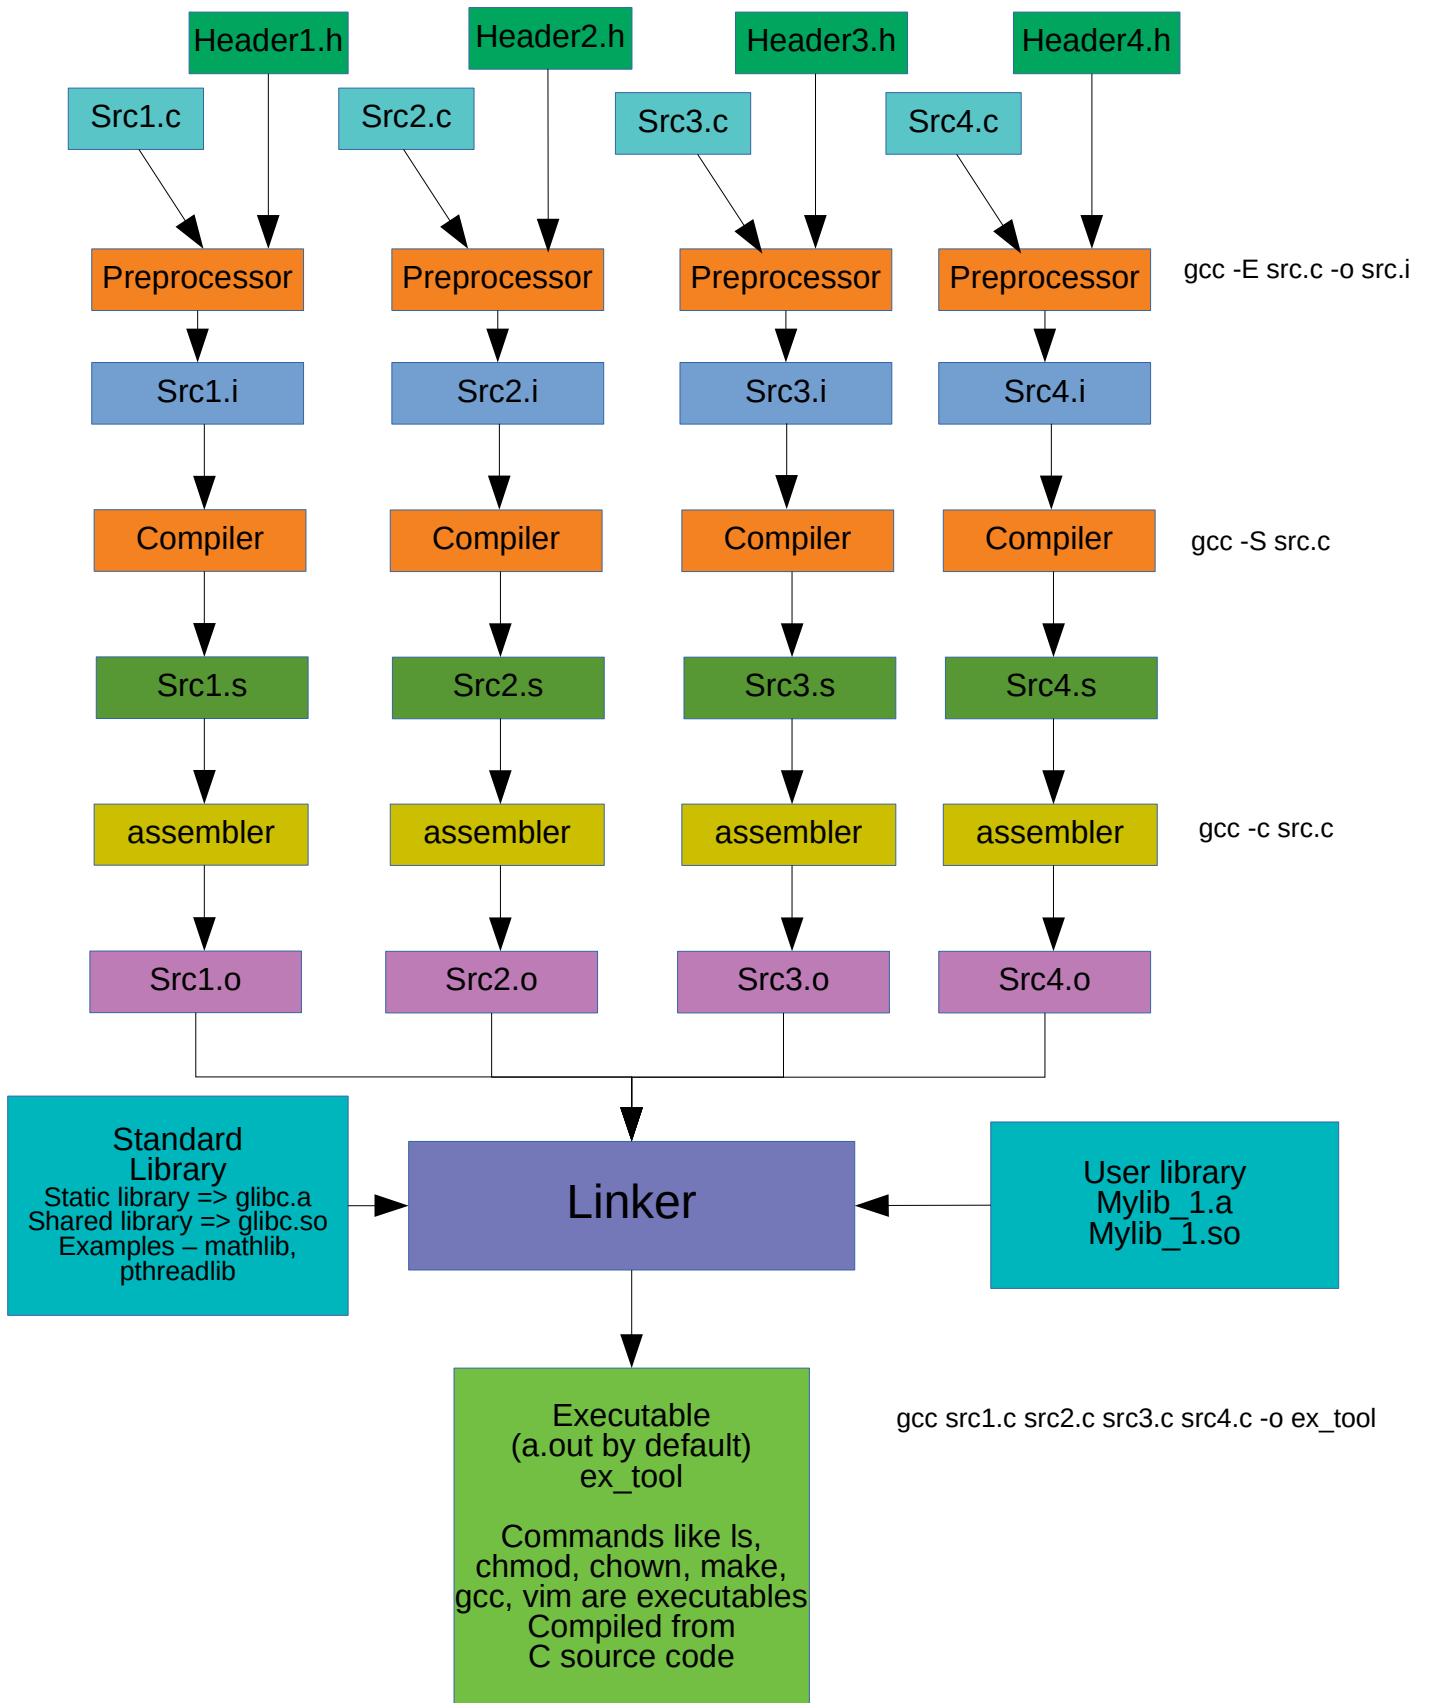 Header1.h
Header2.h
Header3.h
Header4.h
Src1.c
Src2.c
Src3.c
Src4.c
Preprocessor
Preprocessor
Preprocessor
Preprocessor
gcc -E src.c -o src.i
Src1.i
Src2.i
Src3.i
Src4.i
Compiler
Compiler
Compiler
Compiler
gcc -S src.c
Src1.s
Src2.s
Src3.s
Src4.s
assembler
assembler
assembler
assembler
gcc -c src.c
Src1.o
Src2.o
Src3.o
Src4.o
Standard
Library
Static library => glibc.a
Shared library => glibc.so
Examples – mathlib,
pthreadlib
Linker
User library
Mylib_1.a
Mylib_1.so
Executable
(a.out by default)
ex_tool
Commands like ls,
chmod, chown, make,
gcc, vim are executables
Compiled from
C source code
gcc src1.c src2.c src3.c src4.c -o ex_tool